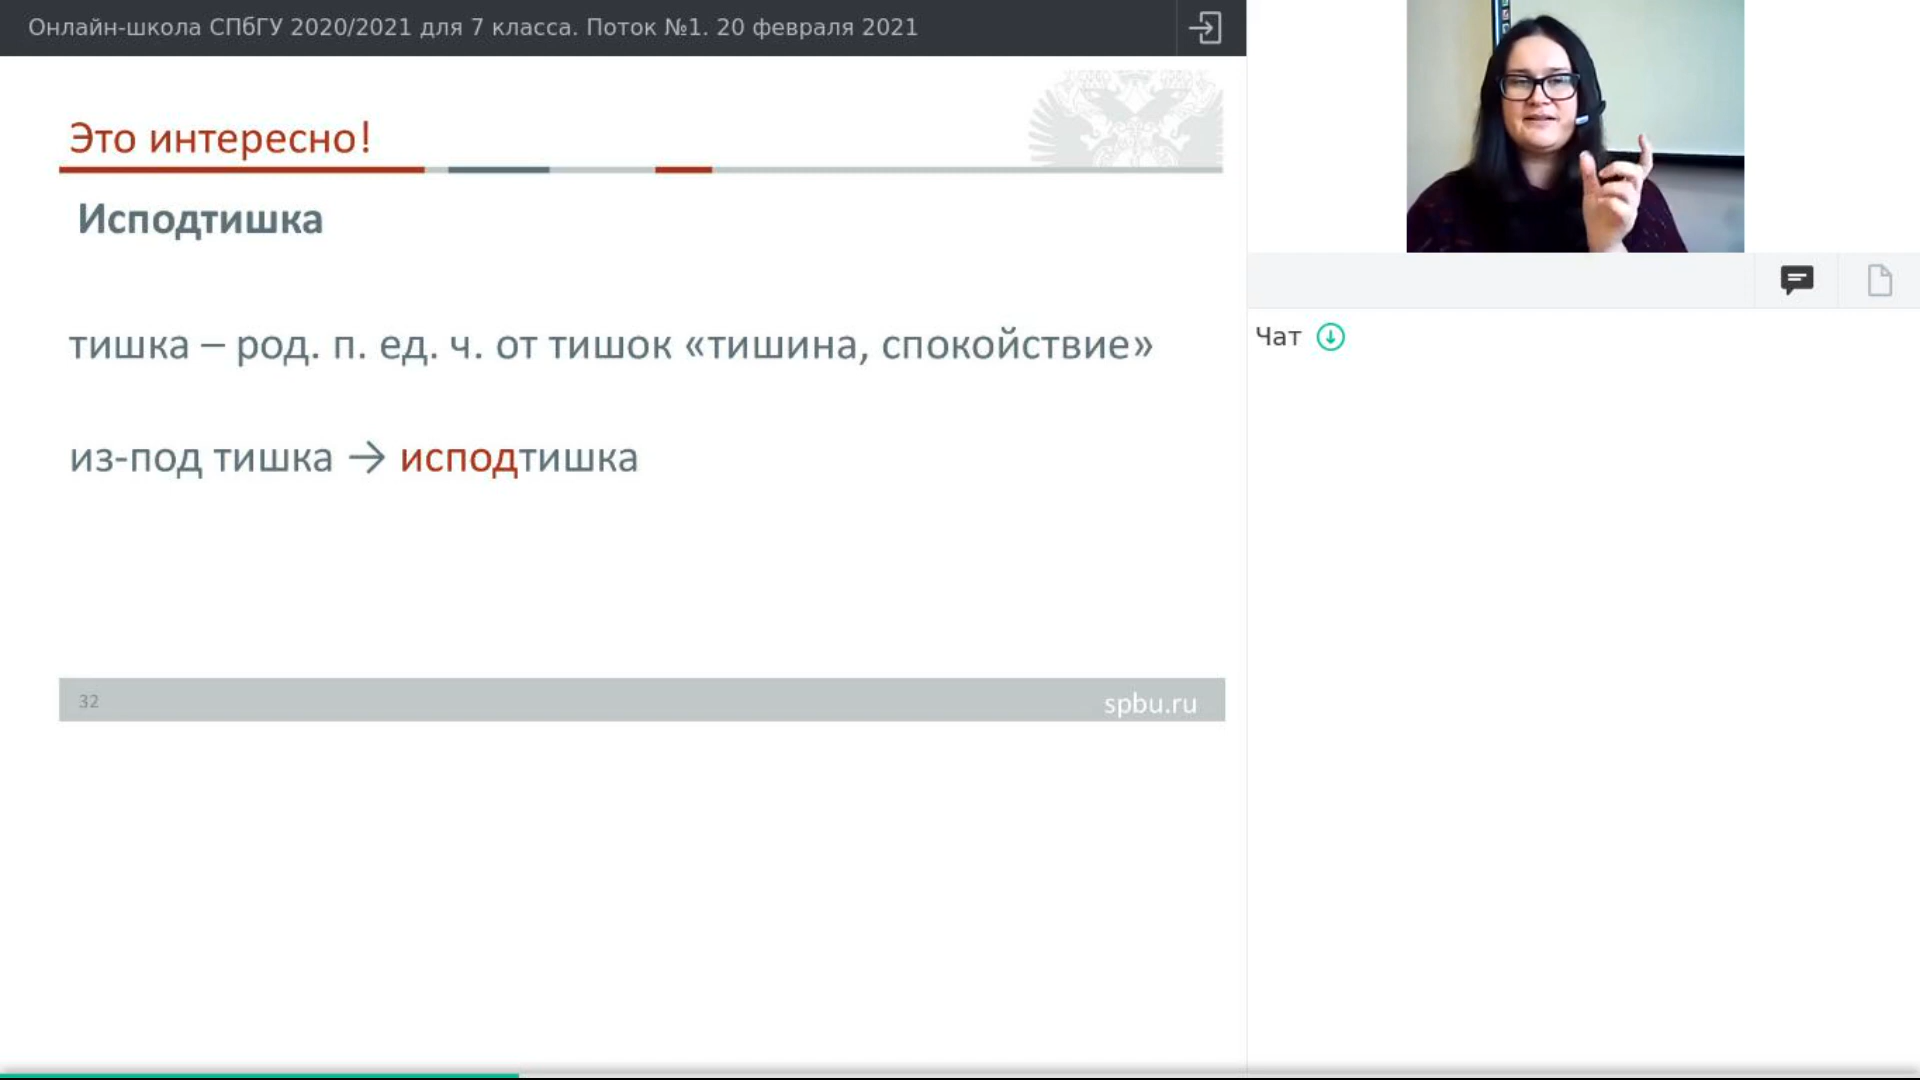 Онлайн-школа СПбГУ 2020/2021 для 7 класса. Поток №1. 20 февраля 2021
Это интересно!
Исподтишка
тишка – род. п. ед. ч. от тишок «тишина, спокойствие»
из-под тишка → исподтишка
32
spbu.ru
Чат